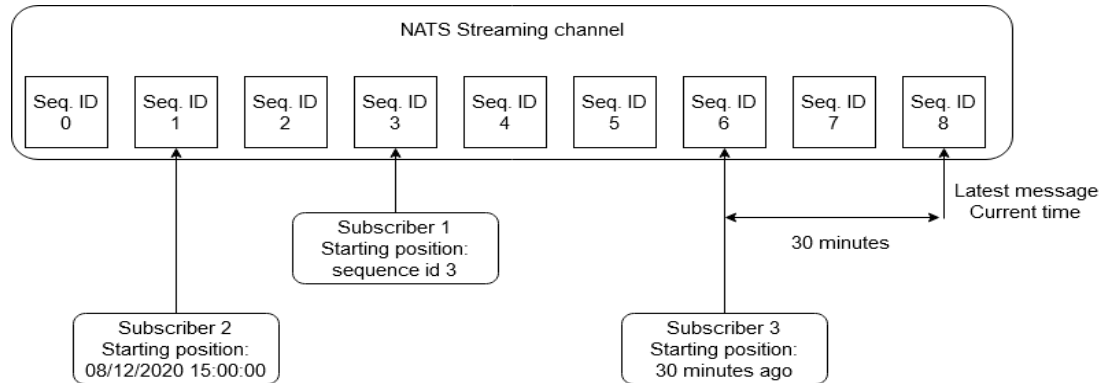 NATS Streaming channel
Seq. ID
0
Seq. ID
1
Seq. ID
2
Seq. ID
3
Seq. ID
4
Seq. ID
5
Seq. ID
6
Seq. ID
7
Seq. ID
8
Latest message
Current time
30 minutes
Subscriber 1
Starting position:
sequence id 3
Subscriber 2
Starting position:
08/12/2020 15:00:00
Subscriber 3
Starting position:
30 minutes ago